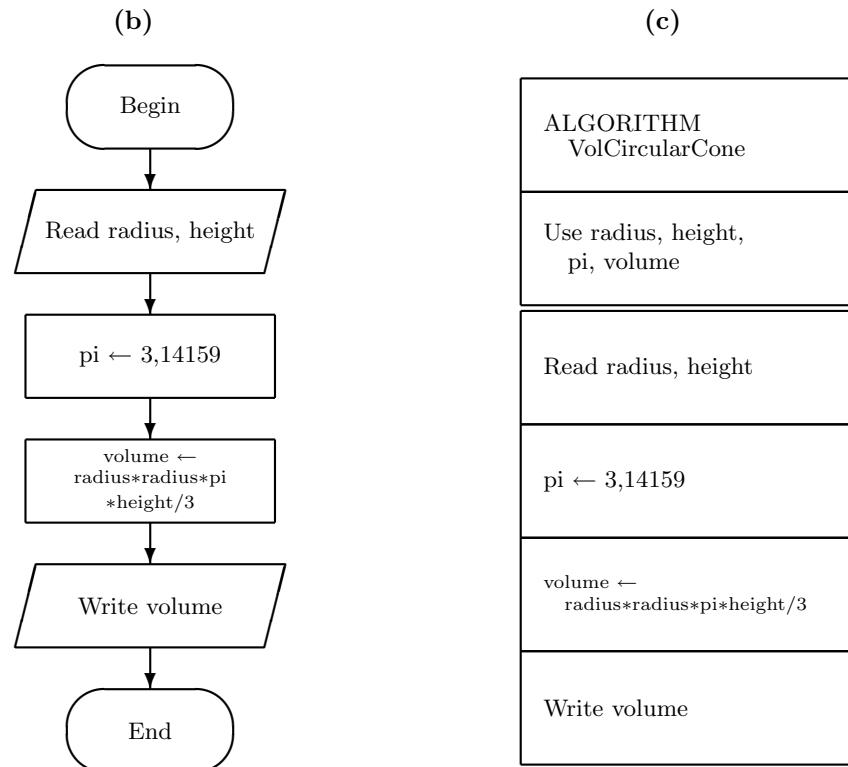 (b)
Begin
Read radius, height
pi ← 3,14159
volume ←
radius*radius*pi
*height/3
Write volume
End
(c)
ALGORITHM
VolCircularCone
Use radius, height,
pi, volume
Read radius, height
pi ← 3,14159
volume ←
radius*radius*pi*height/3
Write volume